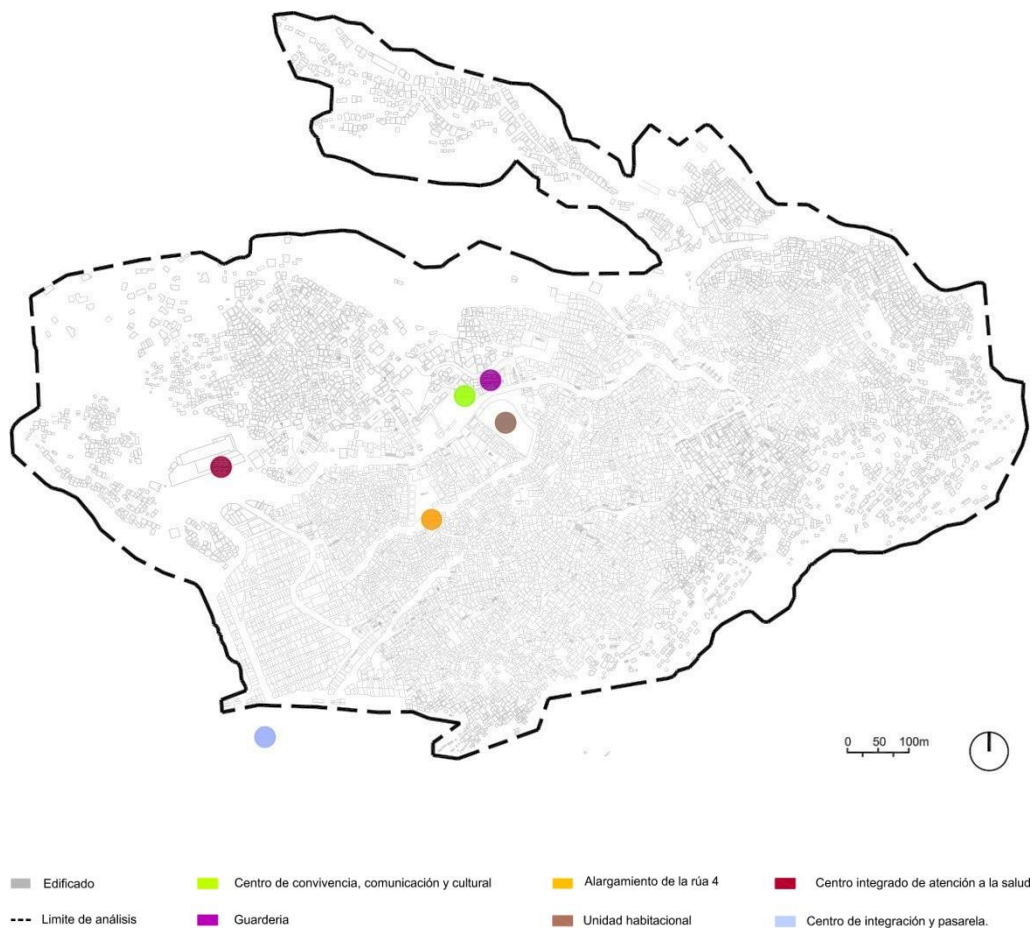 0 50 100m
Edificado
Centro de convivencia, comunicación y cultural
Alargamiento de la rúa 4
Centro integrado de atención a la salud
Limite de análisis
Guarderia
Unidad habitacional
Centro de integración y pasarela.